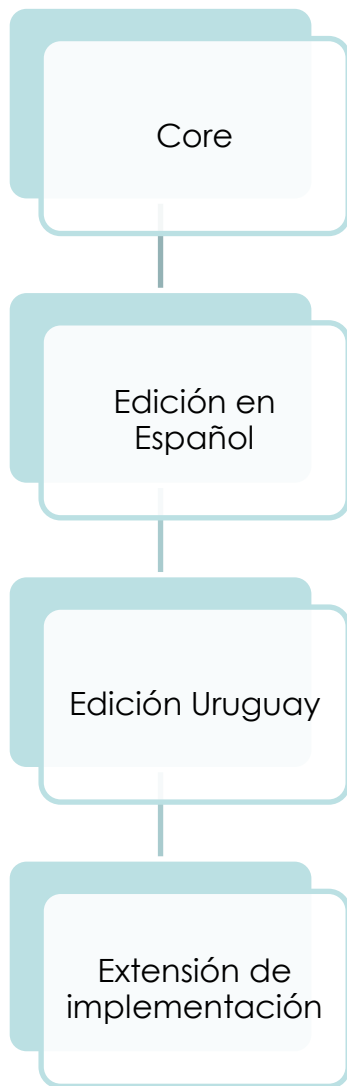 Core
Edición en
Español
Edición Uruguay
Extensión de
implementación